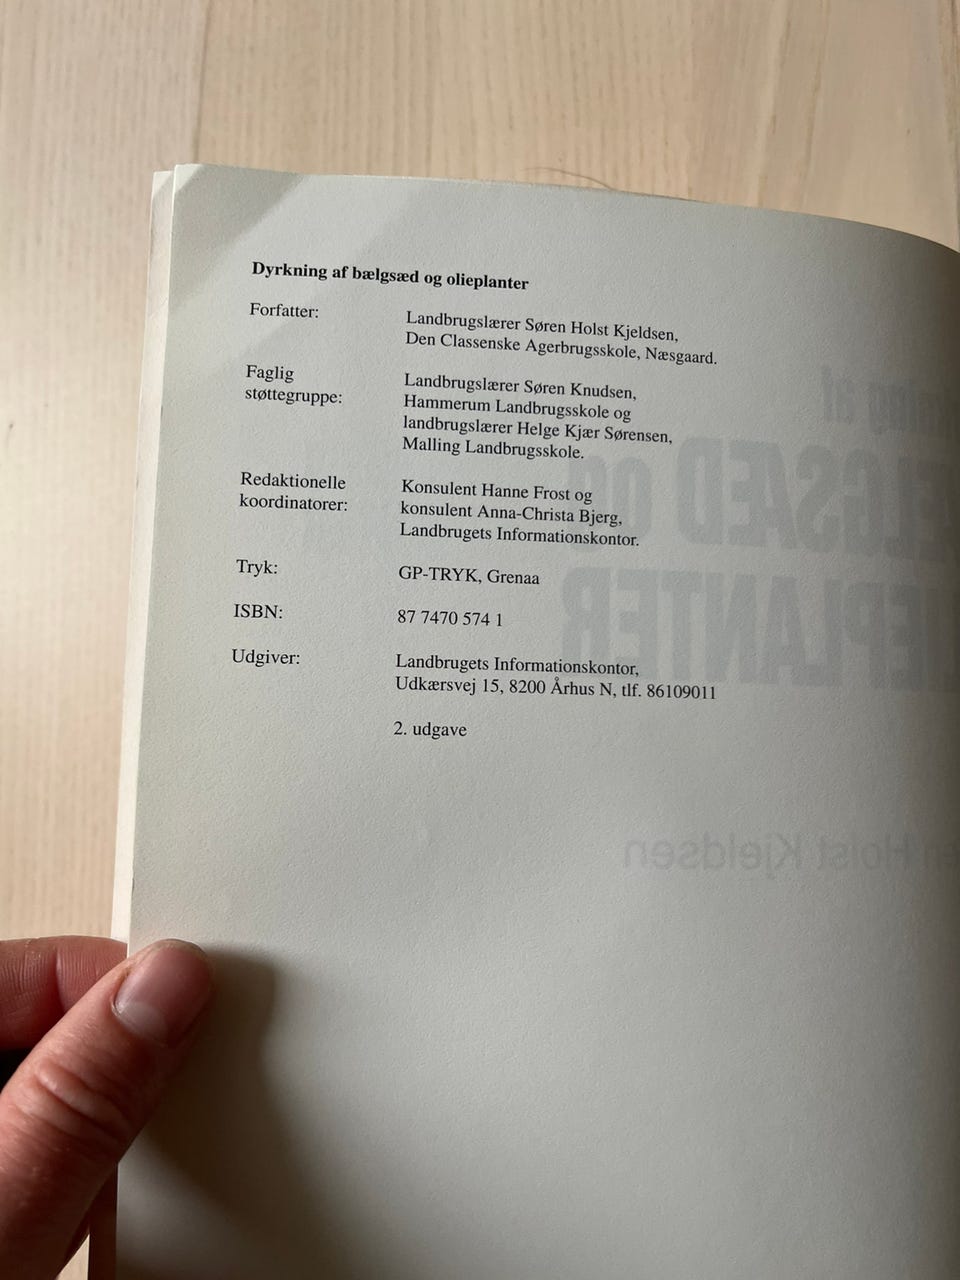 Dyrkning af bælgsæd og olieplanter
Forfatter: Landbrugslærer Søren Holst Kjeldsen,
Den Classenske Agerbrugsskole, Næsgaard.
Faglig støttegruppe: Landbrugslærer Søren Knudsen,
Hammerum Landbrugsskole og
landbrugslærer Helge Kjær Sørensen,
Malling Landbrugsskole.
Redaktionelle koordinatorer: Konsulent Hanne Frost og
konsulent Anna-Christa Bjerg,
Landbrugets Informationskontor.
Tryk: GP-TRYK, Grenaa
ISBN: 87 7470 574 1
Udgiver: Landbrugets Informationskontor,
Udkærsvej 15, 8200 Århus N, tlf. 86109011
2. udgave